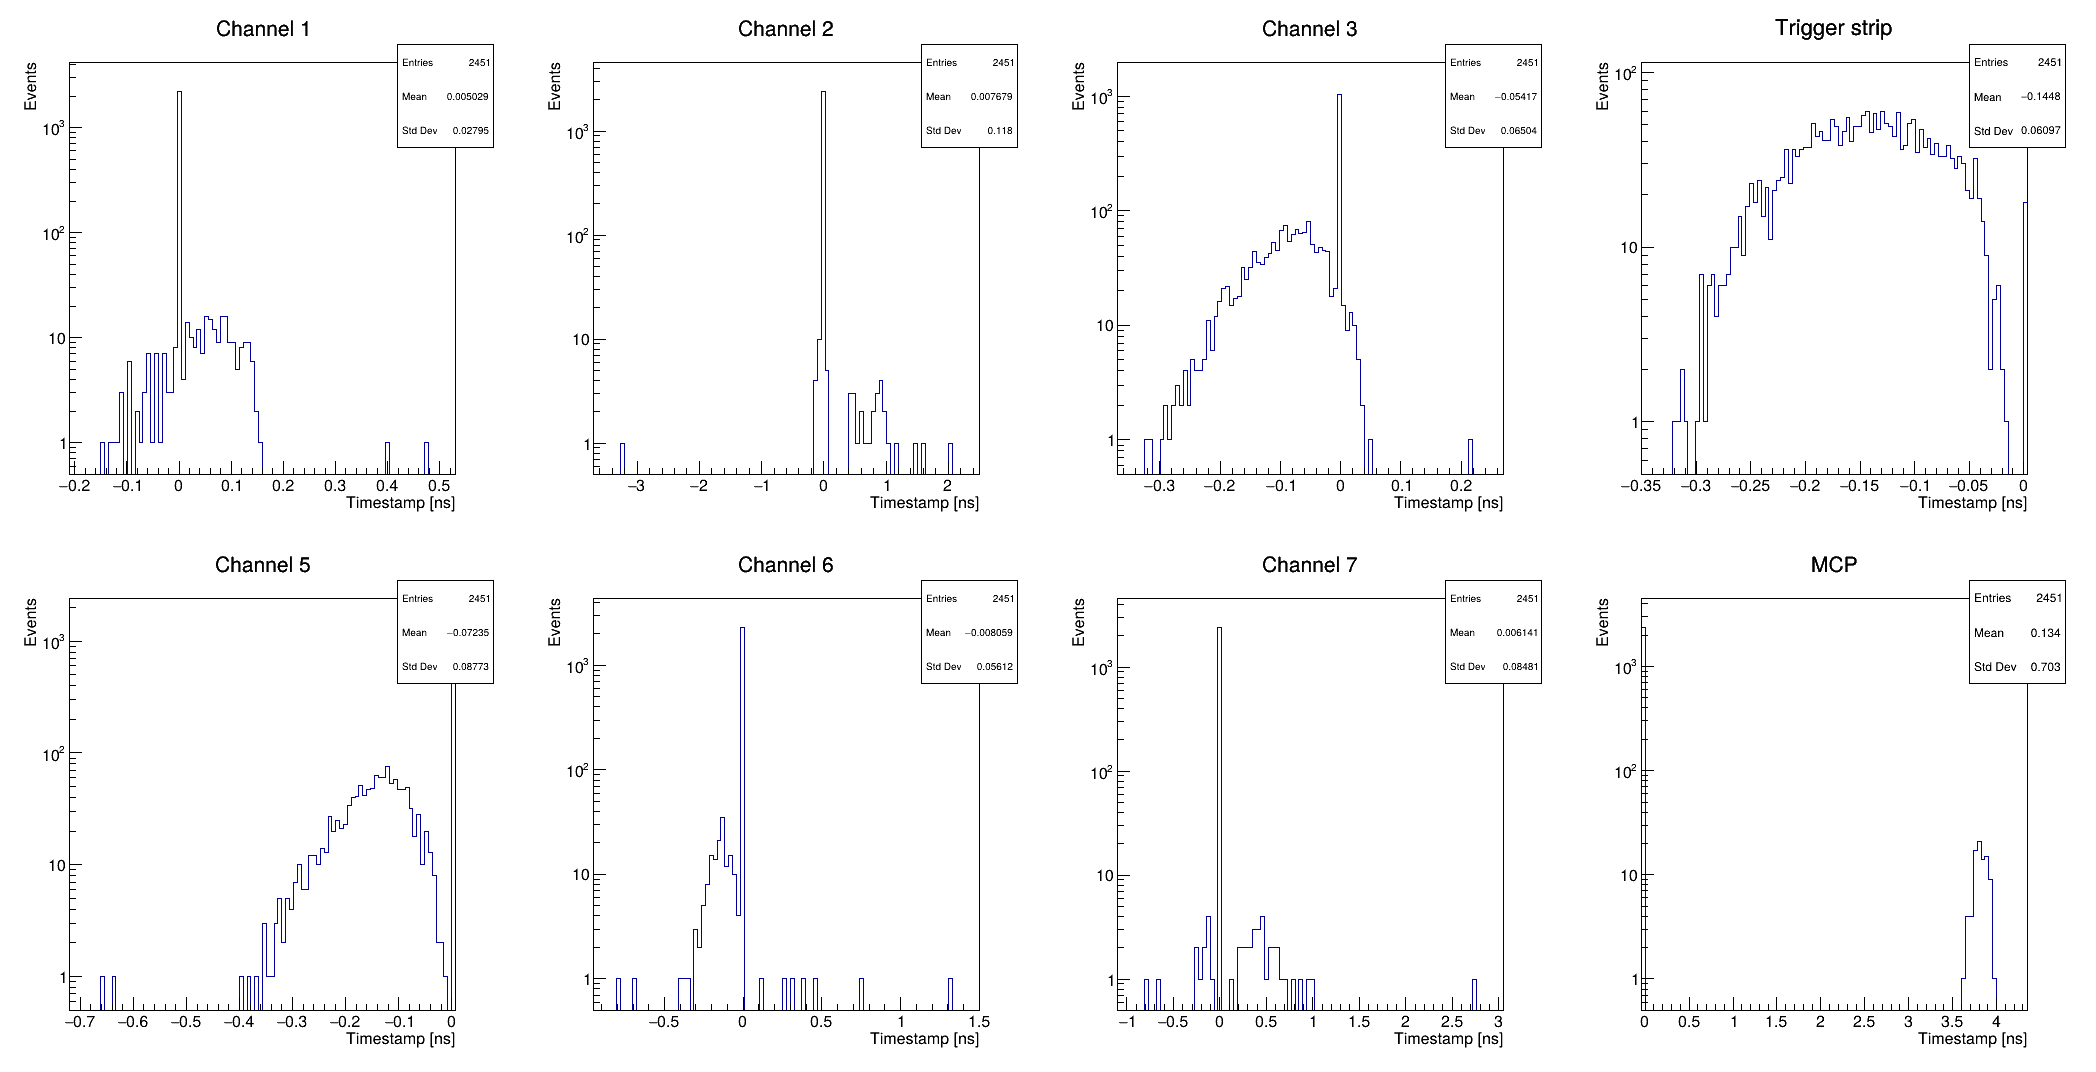 Channel 1
Events
Entries 2451
Mean 0.005029
Std Dev 0.02795
10³
10²
10
1
−0.2 −0.1 0 0.1 0.2 0.3 0.4 0.5
Timestamp [ns]
Channel 2
Events
Entries 2451
Mean 0.007679
Std Dev 0.118
10³
10²
10
1
−3 −2 −1 0 1 2
Timestamp [ns]
Channel 3
Events
Entries 2451
Mean −0.05417
Std Dev 0.06504
10³
10²
10
1
−0.3 −0.2 −0.1 0 0.1 0.2
Timestamp [ns]
Trigger strip
Events
Entries 2451
Mean −0.1448
Std Dev 0.06097
10²
10
1
−0.35 −0.3 −0.25 −0.2 −0.15 −0.1 −0.05 0
Timestamp [ns]
Channel 5
Events
Entries 2451
Mean −0.07235
Std Dev 0.08773
10³
10²
10
1
−0.7 −0.6 −0.5 −0.4 −0.3 −0.2 −0.1 0
Timestamp [ns]
Channel 6
Events
Entries 2451
Mean −0.008059
Std Dev 0.05612
10³
10²
10
1
−0.5 0 0.5 1 1.5
Timestamp [ns]
Channel 7
Events
Entries 2451
Mean 0.006141
Std Dev 0.08481
10³
10²
10
1
−1 −0.5 0 0.5 1 1.5 2 2.5 3
Timestamp [ns]
MCP
Events
Entries 2451
Mean 0.134
Std Dev 0.703
10³
10²
10
1
0 0.5 1 1.5 2 2.5 3 3.5 4
Timestamp [ns]